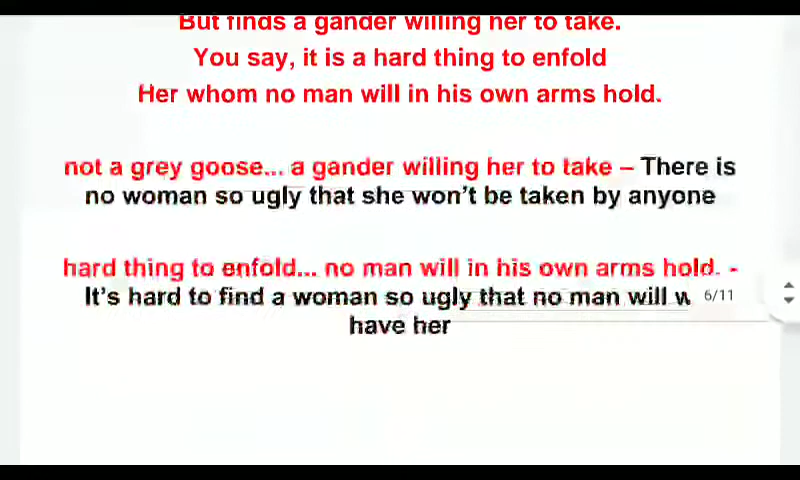 But finds a gander willing her to take.
You say, it is a hard thing to enfold
Her whom no man will in his own arms hold.
not a grey goose... a gander willing her to take – There is
no woman so ugly that she won't be taken by anyone
hard thing to enfold... no man will in his own arms hold. -
It's hard to find a woman so ugly that no man will
6/11
have her